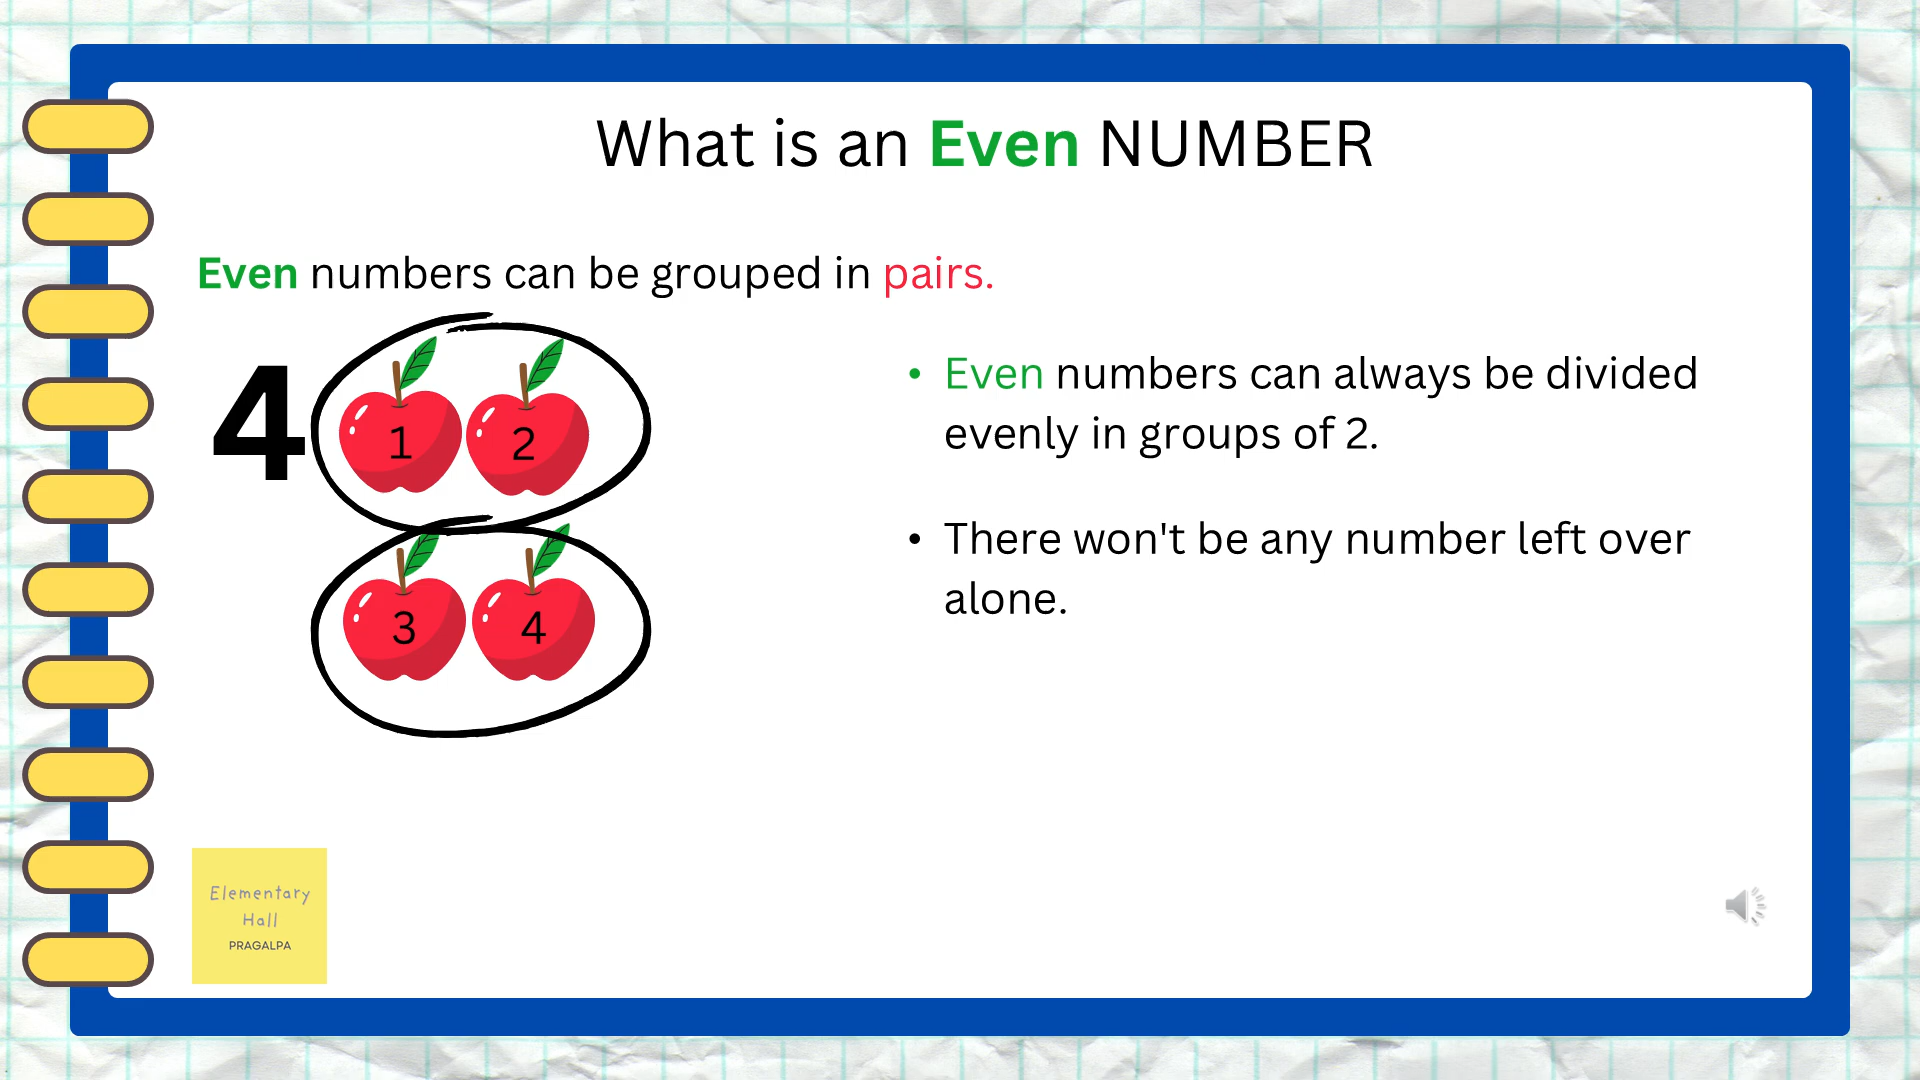 What is an Even NUMBER
Even numbers can be grouped in pairs.
4
1 2
3 4
• Even numbers can always be divided
evenly in groups of 2.
• There won't be any number left over
alone.
Elementary
Hall
PRAGALPA